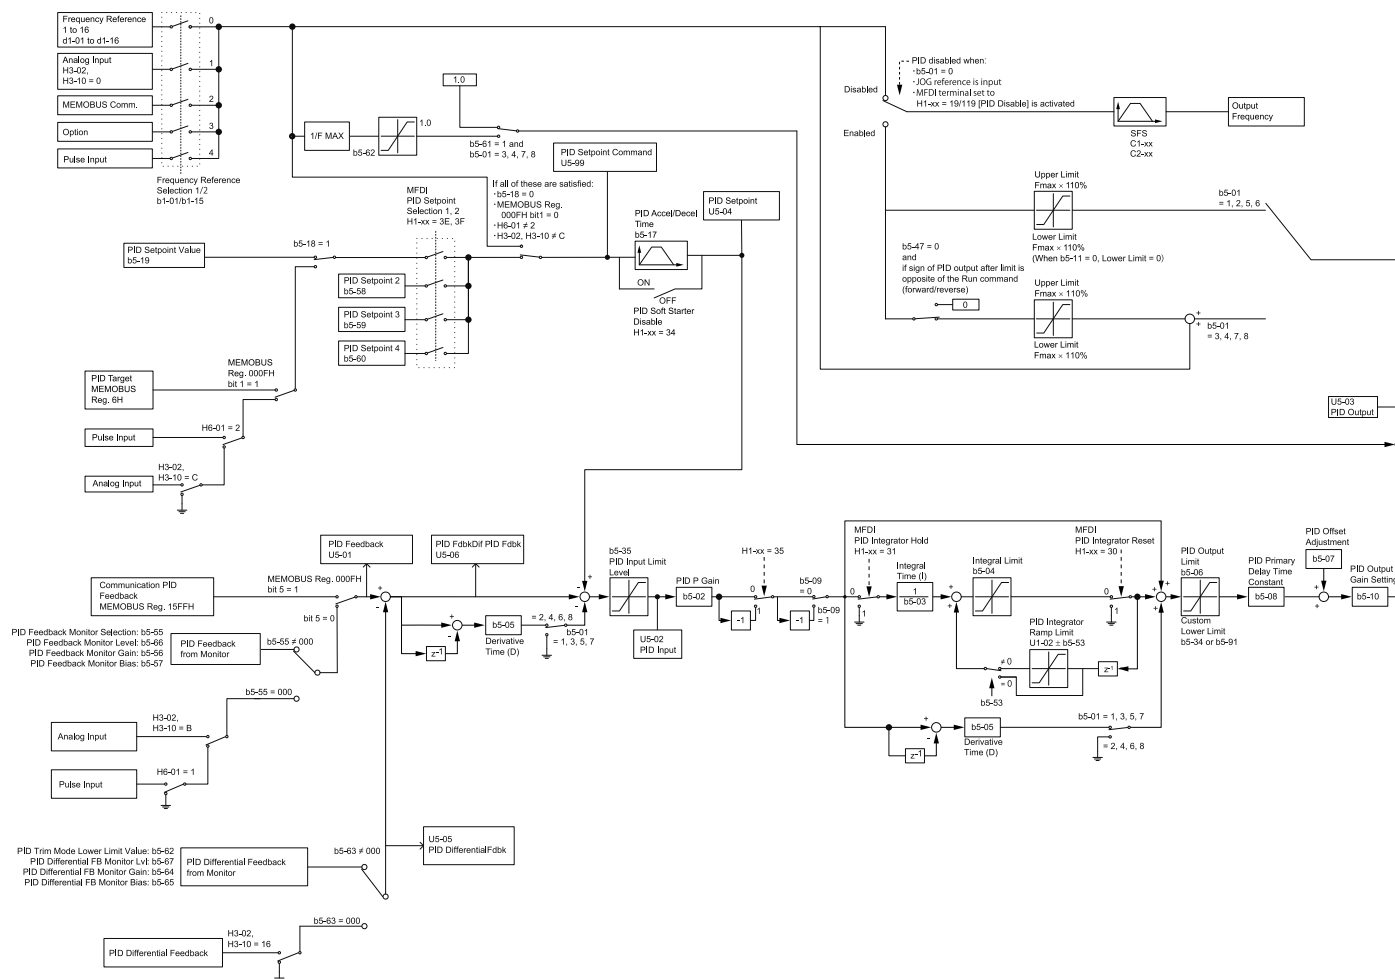 Frequency Reference
1 to 16
d1-01 to d1-16
0
Analog Input
H3-02,
H3-10 = 0
1
MEMOBUS Comm.
2
Option
3
Pulse Input
4
Frequency Reference
Selection 1/2
b1-01/b1-15
1/F MAX
b5-62
1.0
1.0
b5-61 = 1 and
b5-01 = 3, 4, 7, 8
PID disabled when:
·b5-01 = 0
·JOG reference is input
·MFDI terminal set to
H1-xx = 19/119 [PID Disable] is activated
Disabled
Enabled
SFS
C1-xx
C2-xx
Output
Frequency
PID Setpoint Command
U5-99
MFDI
PID Setpoint
Selection 1, 2
H1-xx = 3E, 3F
If all of these are satisfied:
·b5-18 = 0
·MEMOBUS Reg.
000FH bit1 = 0
·H6-01 ≠ 2
·H3-02, H3-10 ≠ C
PID Accel/Decel
Time
b5-17
PID Setpoint
U5-04
Upper Limit
Fmax × 110%
b5-01
= 1, 2, 5, 6
Lower Limit
Fmax × 110%
(When b5-11 = 0, Lower Limit = 0)
PID Setpoint Value
b5-19
b5-18 = 1
PID Setpoint 2
b5-58
PID Setpoint 3
b5-59
PID Setpoint 4
b5-60
ON
OFF
PID Soft Starter
Disable
H1-xx = 34
b5-47 = 0
and
if sign of PID output after limit is
opposite of the Run command
(forward/reverse)
0
Upper Limit
Fmax × 110%
Lower Limit
Fmax × 110%
+
+
b5-01
= 3, 4, 7, 8
PID Target
MEMOBUS
Reg. 6H
MEMOBUS
Reg. 000FH
bit 1 = 1
Pulse Input
H6-01 = 2
Analog Input
H3-02,
H3-10 = C
U5-03
PID Output
PID Feedback
U5-01
PID FdbkDif PID Fdbk
U5-06
Communication PID
Feedback
MEMOBUS Reg. 15FFH
MEMOBUS Reg. 000FH
bit 5 = 1
bit 5 = 0
PID Feedback Monitor Selection: b5-55
PID Feedback Monitor Level: b5-66
PID Feedback Monitor Gain: b5-56
PID Feedback Monitor Bias: b5-57
PID Feedback
from Monitor
b5-55 ≠ 000
b5-55 = 000
Analog Input
H3-02,
H3-10 = B
Pulse Input
H6-01 = 1
+
-
+
-
z-1
b5-05
Derivative
Time (D)
= 2, 4, 6, 8
b5-01
= 1, 3, 5, 7
+
-
-
b5-35
PID Input Limit
Level
U5-02
PID Input
PID P Gain
b5-02
H1-xx = 35
0
1
-1
b5-09
= 0
b5-09
= 1
-1
MFDI
PID Integrator Hold
H1-xx = 31
0
1
Integral
Time (I)
1
b5-03
+
+
Integral Limit
b5-04
MFDI
PID Integrator Reset
H1-xx = 30
0
1
PID Integrator
Ramp Limit
U1-02 ± b5-53
≠ 0
= 0
b5-53
z-1
+
-
z-1
b5-05
Derivative
Time (D)
b5-01 = 1, 3, 5, 7
= 2, 4, 6, 8
+
+
+
PID Output
Limit
b5-06
Custom
Lower Limit
b5-34 or b5-91
PID Primary
Delay Time
Constant
b5-08
PID Offset
Adjustment
b5-07
+
+
PID Output
Gain Setting
b5-10
U5-05
PID DifferentialFdbk
PID Trim Mode Lower Limit Value: b5-62
PID Differential FB Monitor Lvl: b5-67
PID Differential FB Monitor Gain: b5-64
PID Differential FB Monitor Bias: b5-65
PID Differential Feedback
from Monitor
b5-63 ≠ 000
b5-63 = 000
PID Differential Feedback
H3-02,
H3-10 = 16